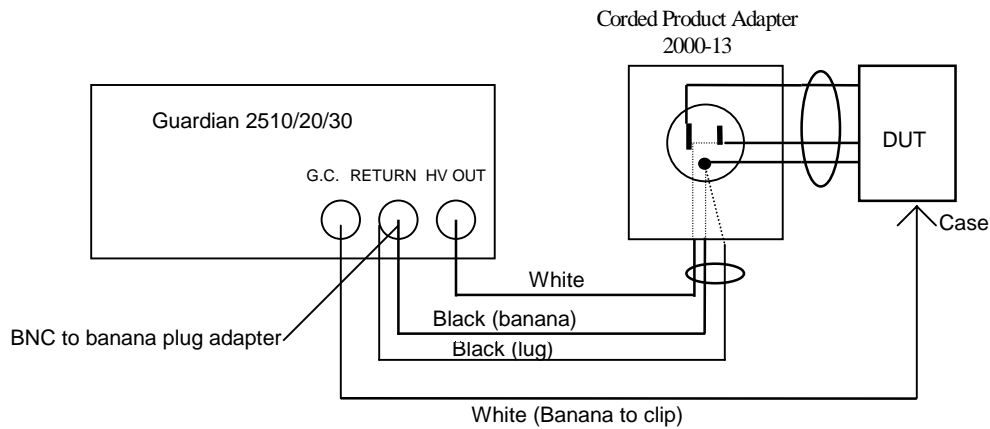 Corded Product Adapter
2000-13
Guardian 2510/20/30
DUT
G.C. RETURN HV OUT
Case
White
Black (banana)
BNC to banana plug adapter
Black (lug)
White (Banana to clip)